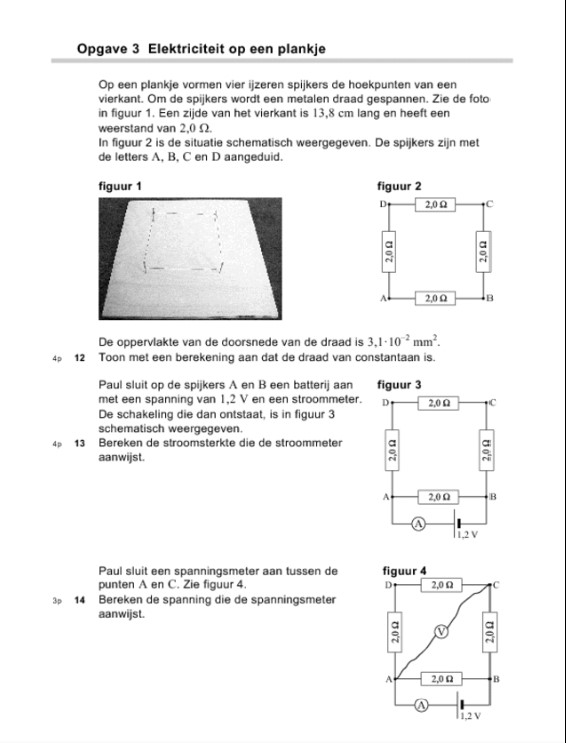 Opgave 3 Elektriciteit op een plankje
Op een plankje vormen vier ijzeren spijkers de hoekpunten van een
vierkant. Om de spijkers wordt een metalen draad gespannen. Zie de foto
in figuur 1. Een zijde van het vierkant is 13,8 cm lang en heeft een
weerstand van 2,0 Ω.
In figuur 2 is de situatie schematisch weergegeven. De spijkers zijn met
de letters A, B, C en D aangeduid.
figuur 1
figuur 2
D 2,0 Ω C
2,0 Ω 2,0 Ω
A 2,0 Ω B
De oppervlakte van de doorsnede van de draad is 3,1·10⁻² mm².
4p 12 Toon met een berekening aan dat de draad van constantaan is.
Paul sluit op de spijkers A en B een batterij aan
met een spanning van 1,2 V en een stroommeter.
De schakeling die dan ontstaat, is in figuur 3
schematisch weergegeven.
4p 13 Bereken de stroomsterkte die de stroommeter
aanwijst.
figuur 3
D 2,0 Ω C
2,0 Ω 2,0 Ω
A 2,0 Ω B
A
1,2 V
Paul sluit een spanningsmeter aan tussen de
punten A en C. Zie figuur 4.
3p 14 Bereken de spanning die de spanningsmeter
aanwijst.
figuur 4
D 2,0 Ω C
2,0 Ω V 2,0 Ω
A 2,0 Ω B
A
1,2 V